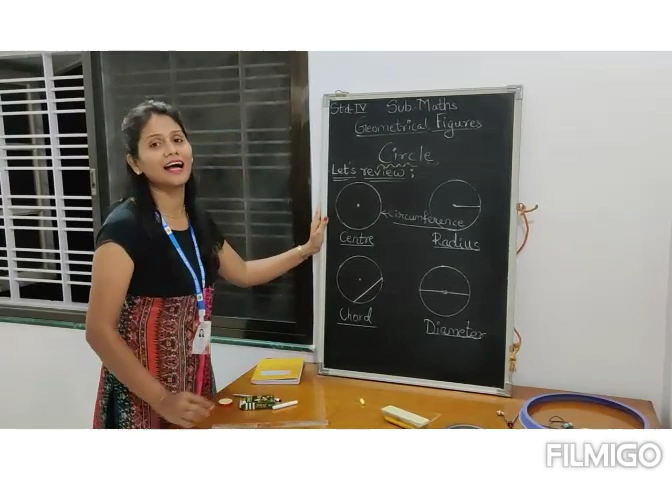 Std-IV Sub-Maths
Geometrical Figures
Circle
Let's review ;
circumference
Centre Radius
Chord Diameter
FILMIGO